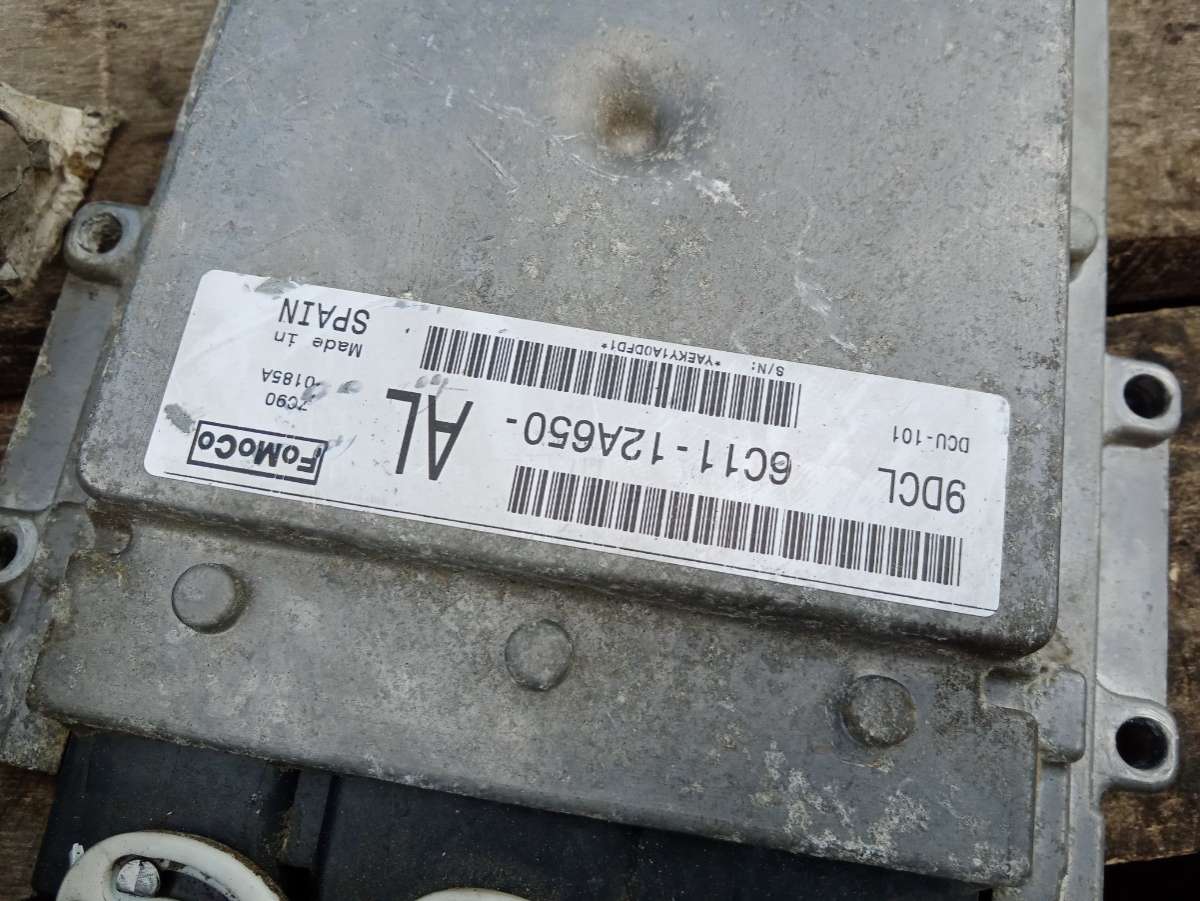 9DCL
DCU-101
6C11-12A650-
AL
S/N:
*YAEKY1A0DFD1*
FoMoCo
7C90
0185A
Made in
SPAIN